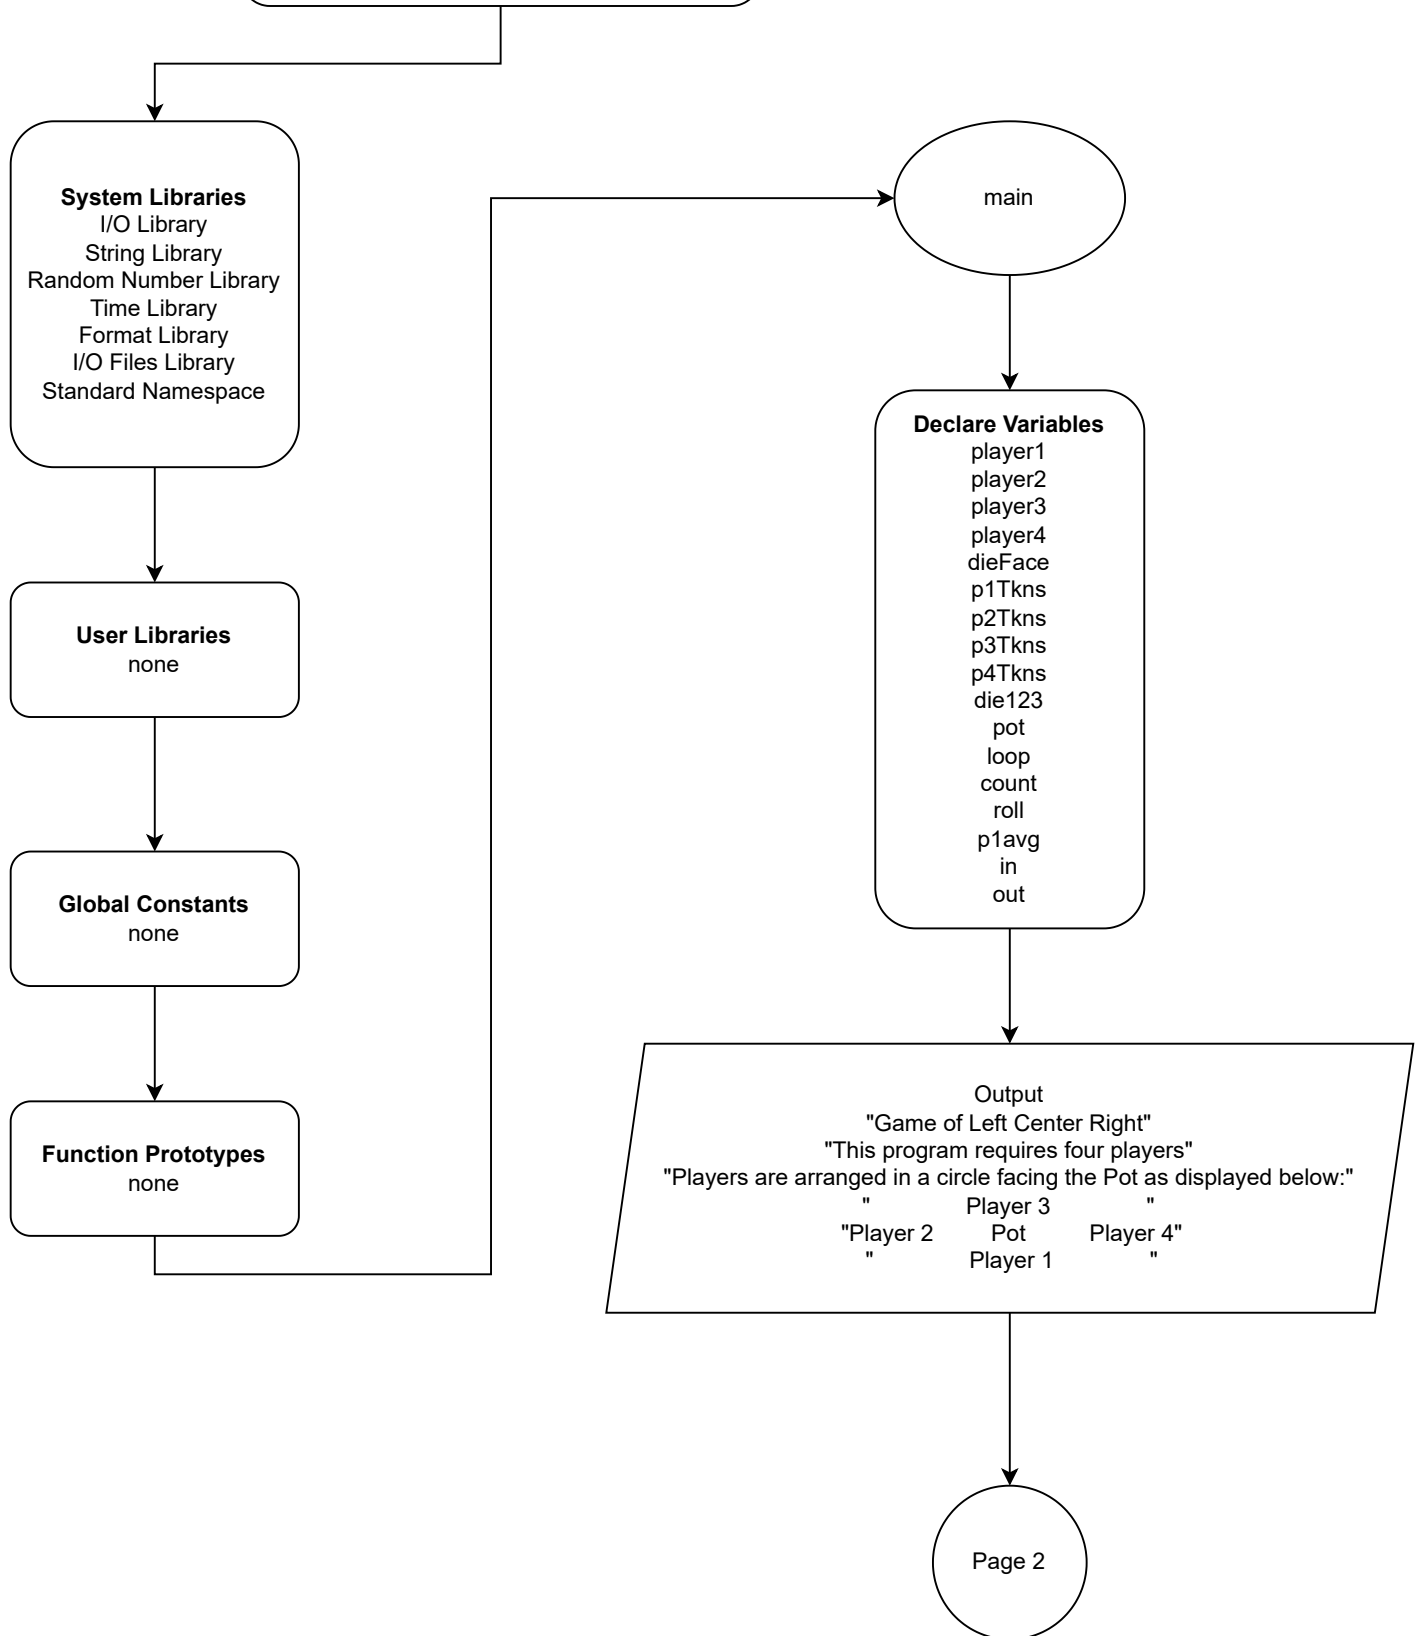 System Libraries
I/O Library
String Library
Random Number Library
Time Library
Format Library
I/O Files Library
Standard Namespace
User Libraries
none
Global Constants
none
Function Prototypes
none
main
Declare Variables
player1
player2
player3
player4
dieFace
p1Tkns
p2Tkns
p3Tkns
p4Tkns
die123
pot
loop
count
roll
p1avg
in
out
Output
"Game of Left Center Right"
"This program requires four players"
"Players are arranged in a circle facing the Pot as displayed below:"
" Player 3 "
"Player 2 Pot Player 4"
" Player 1 "
Page 2